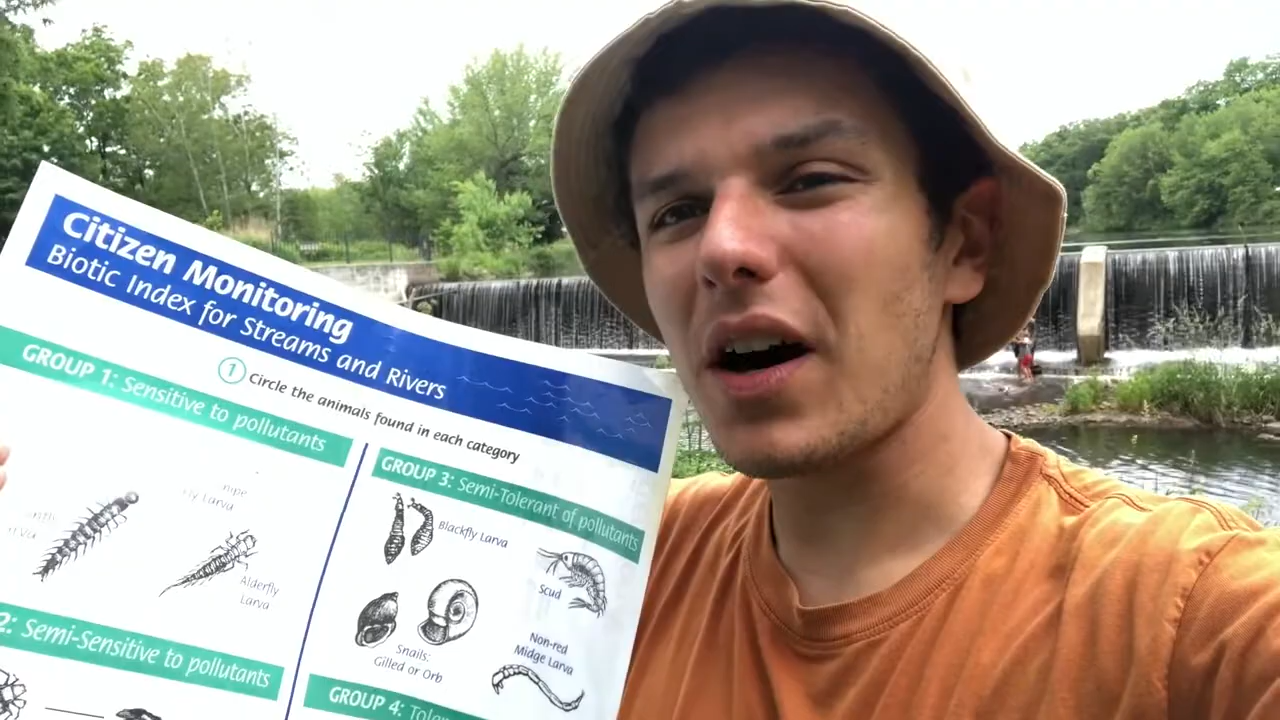 Citizen Monitoring
Biotic Index for Streams and Rivers
1 Circle the animals found in each category
GROUP 1: Sensitive to pollutants
Larva
Alderfly
Larva
2: Semi-Sensitive to pollutants
GROUP 3: Semi-Tolerant of pollutants
Blackfly Larva
Scud
Snails:
Gilled or Orb
Non-red
Midge Larva
GROUP 4: